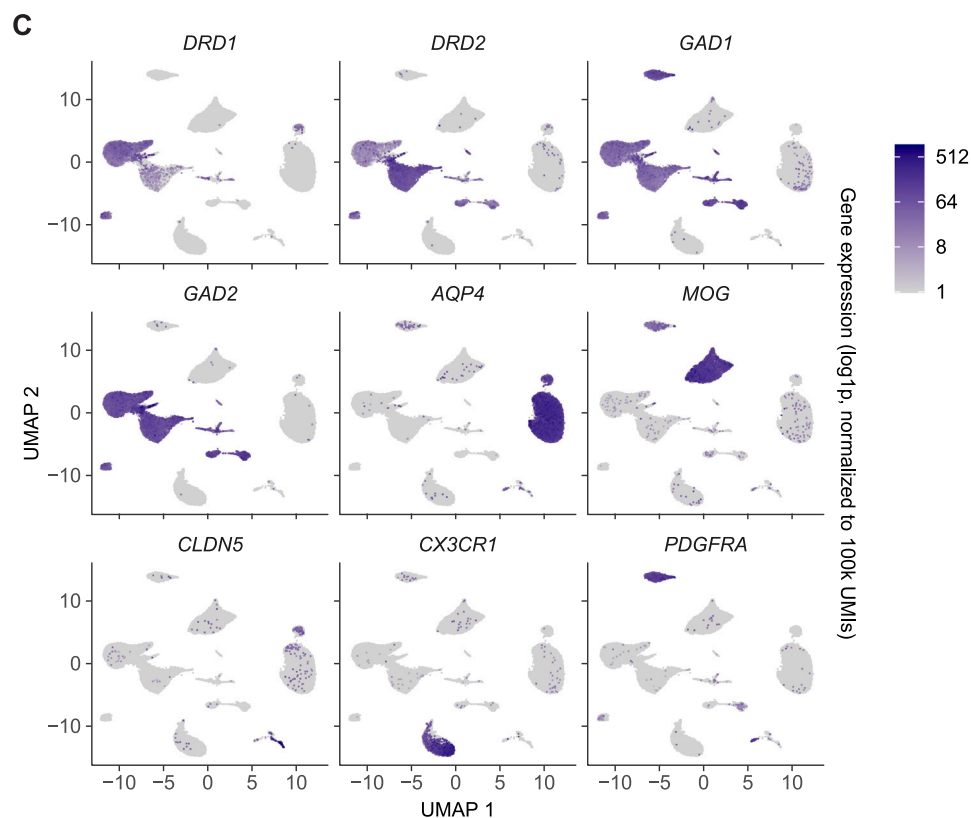 C
DRD1 DRD2 GAD1
10
0
−10
GAD2 AQP4 MOG
10
0
−10
CLDN5 CX3CR1 PDGFRA
10
0
−10
−10 −5 0 5 10 −10 −5 0 5 10 −10 −5 0 5 10
UMAP 1
UMAP 2
512
64
8
1
Gene expression (log1p, normalized to 100k UMIs)